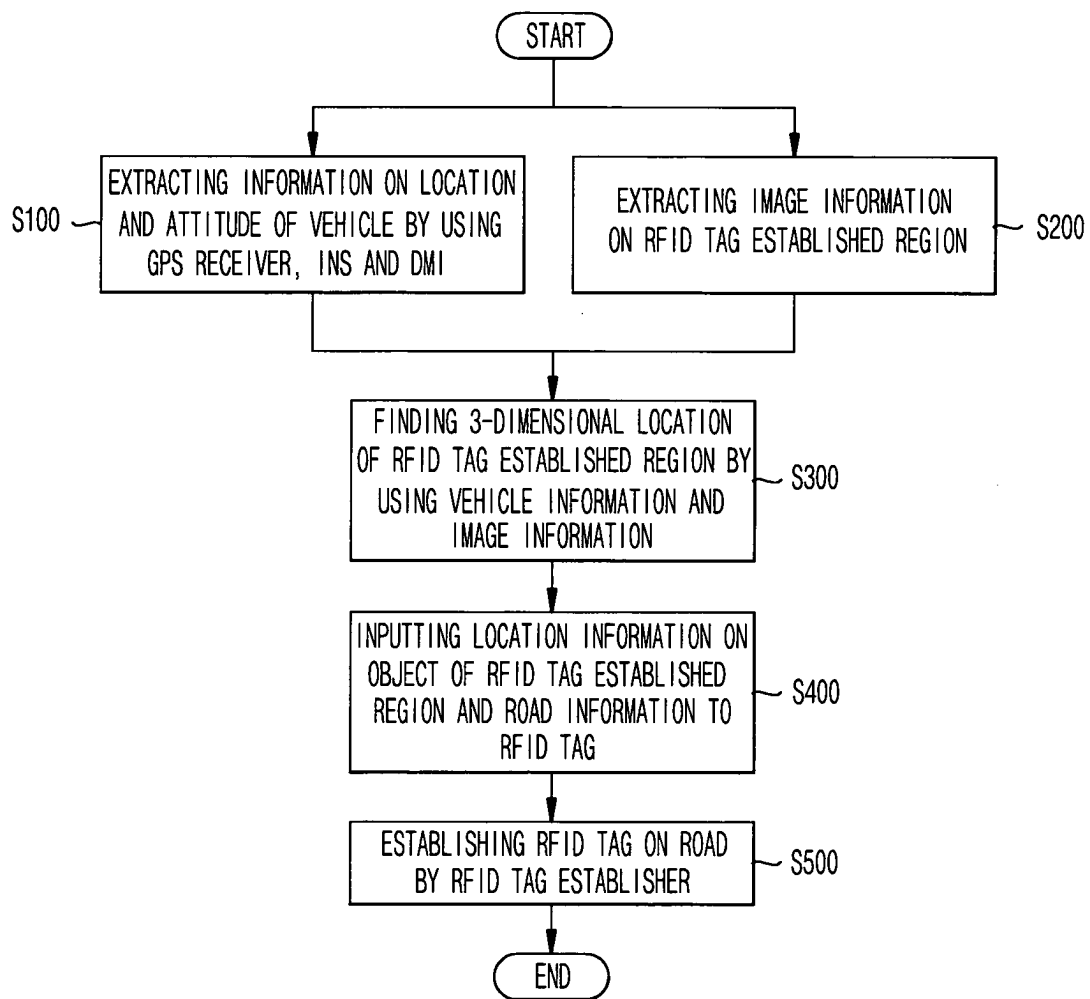 START
EXTRACTING INFORMATION ON LOCATION
AND ATTITUDE OF VEHICLE BY USING
GPS RECEIVER, INS AND DMI
S100
EXTRACTING IMAGE INFORMATION
ON RFID TAG ESTABLISHED REGION
S200
FINDING 3-DIMENSIONAL LOCATION
OF RFID TAG ESTABLISHED REGION BY
USING VEHICLE INFORMATION AND
IMAGE INFORMATION
S300
INPUTTING LOCATION INFORMATION ON
OBJECT OF RFID TAG ESTABLISHED
REGION AND ROAD INFORMATION TO
RFID TAG
S400
ESTABLISHING RFID TAG ON ROAD
BY RFID TAG ESTABLISHER
S500
END